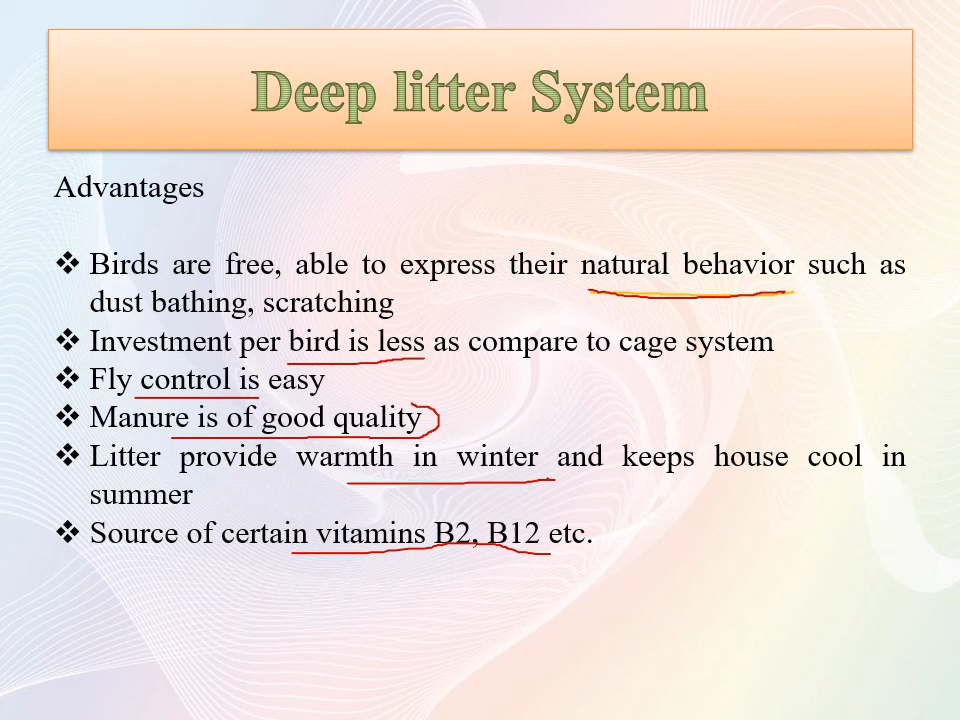 Deep litter System
Advantages
❖ Birds are free, able to express their natural behavior such as
dust bathing, scratching
❖ Investment per bird is less as compare to cage system
❖ Fly control is easy
❖ Manure is of good quality
❖ Litter provide warmth in winter and keeps house cool in
summer
❖ Source of certain vitamins B2, B12 etc.